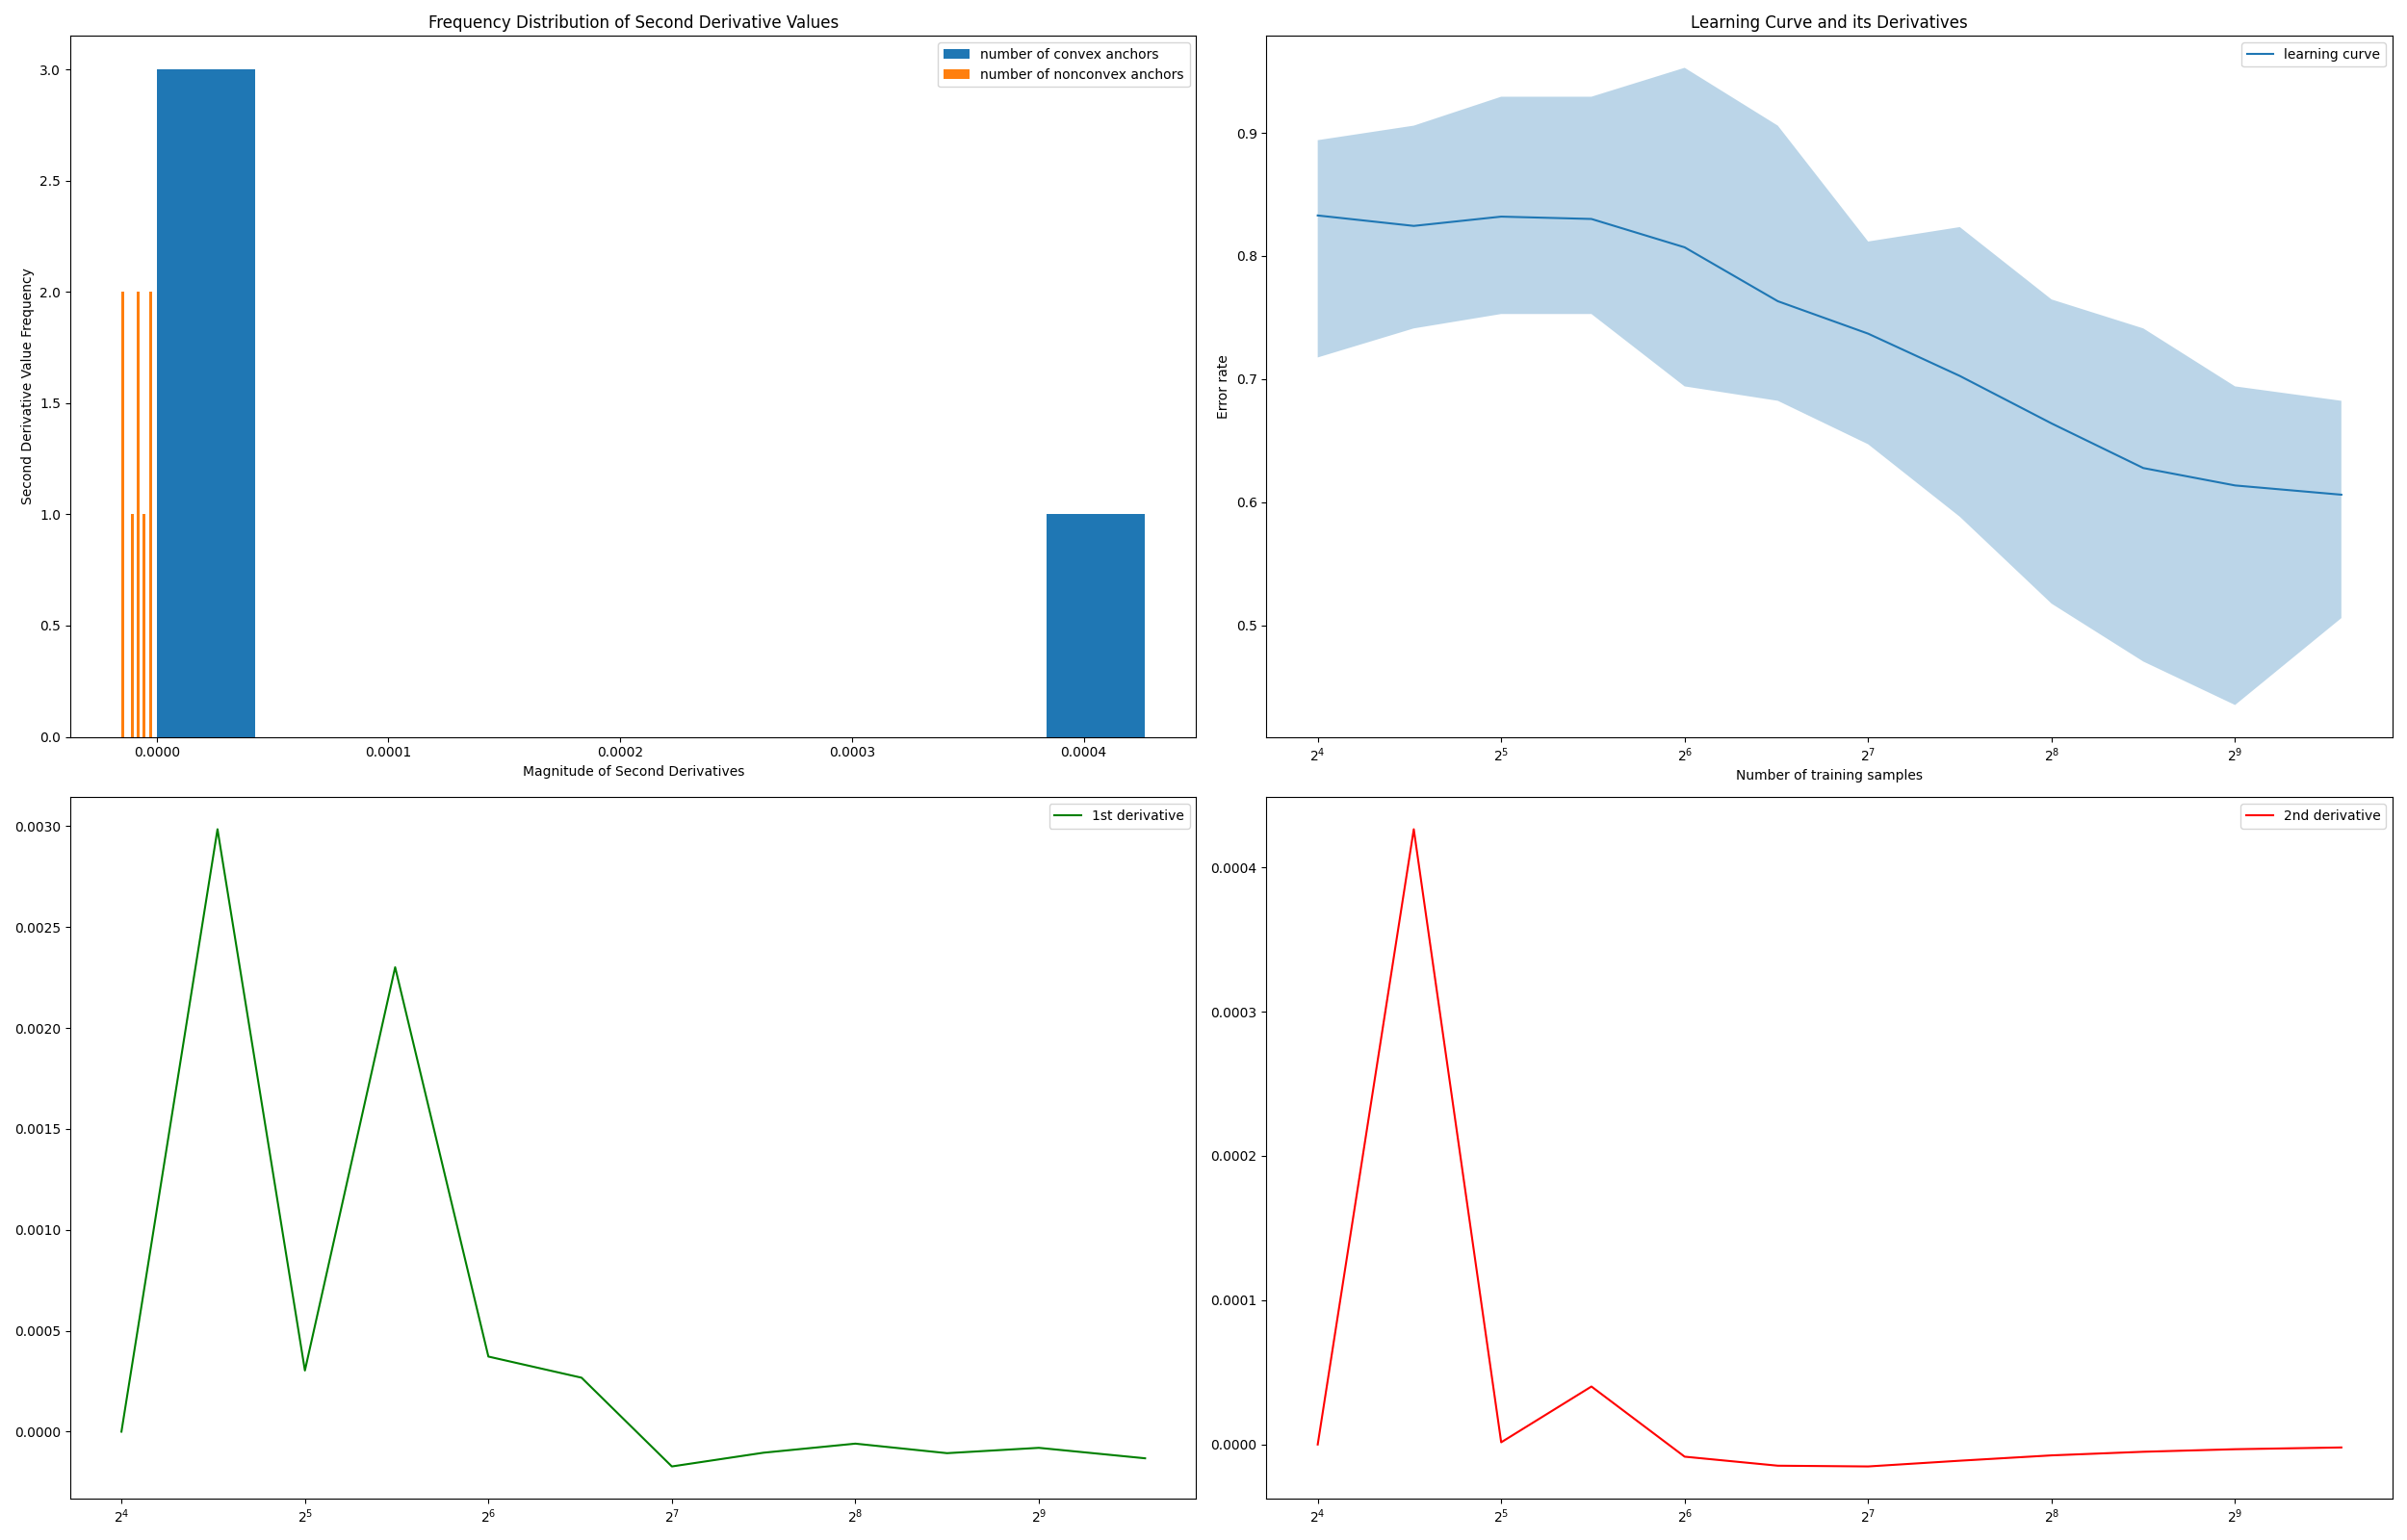 Frequency Distribution of Second Derivative Values
number of convex anchors
number of nonconvex anchors
Second Derivative Value Frequency
3.0
2.5
2.0
1.5
1.0
0.5
0.0
0.0000 0.0001 0.0002 0.0003 0.0004
Magnitude of Second Derivatives
Learning Curve and its Derivatives
learning curve
Error rate
0.9
0.8
0.7
0.6
0.5
2⁴ 2⁵ 2⁶ 2⁷ 2⁸ 2⁹
Number of training samples
1st derivative
0.0030
0.0025
0.0020
0.0015
0.0010
0.0005
0.0000
2⁴ 2⁵ 2⁶ 2⁷ 2⁸ 2⁹
2nd derivative
0.0004
0.0003
0.0002
0.0001
0.0000
2⁴ 2⁵ 2⁶ 2⁷ 2⁸ 2⁹